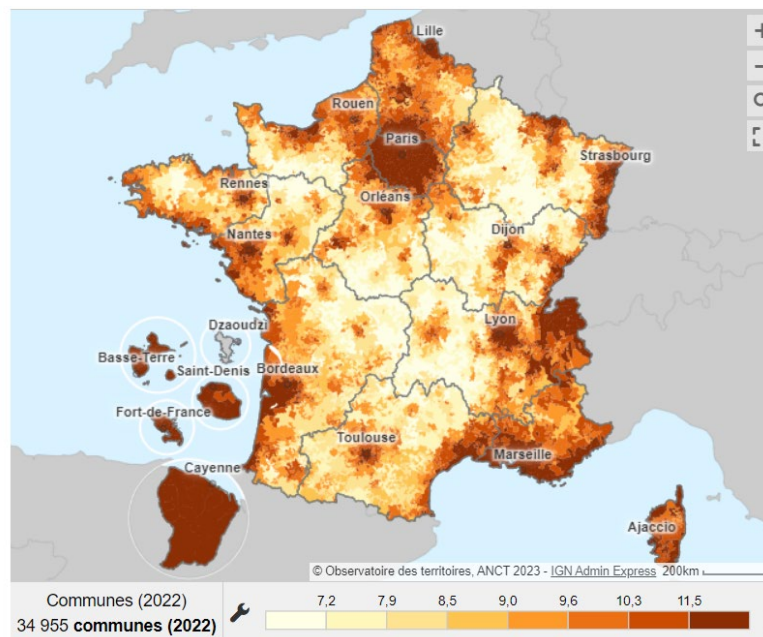 Lille
+
Rouen
−
Paris
Strasbourg
Rennes
Orléans
Nantes
Dijon
Dzaoudzi
Lyon
Basse-Terre
Saint-Denis
Bordeaux
Fort-de-France
Toulouse
Marseille
Cayenne
Ajaccio
© Observatoire des territoires, ANCT 2023 - IGN Admin Express 200km
Communes (2022)
7,2 7,9 8,5 9,0 9,6 10,3 11,5
34 955 communes (2022)